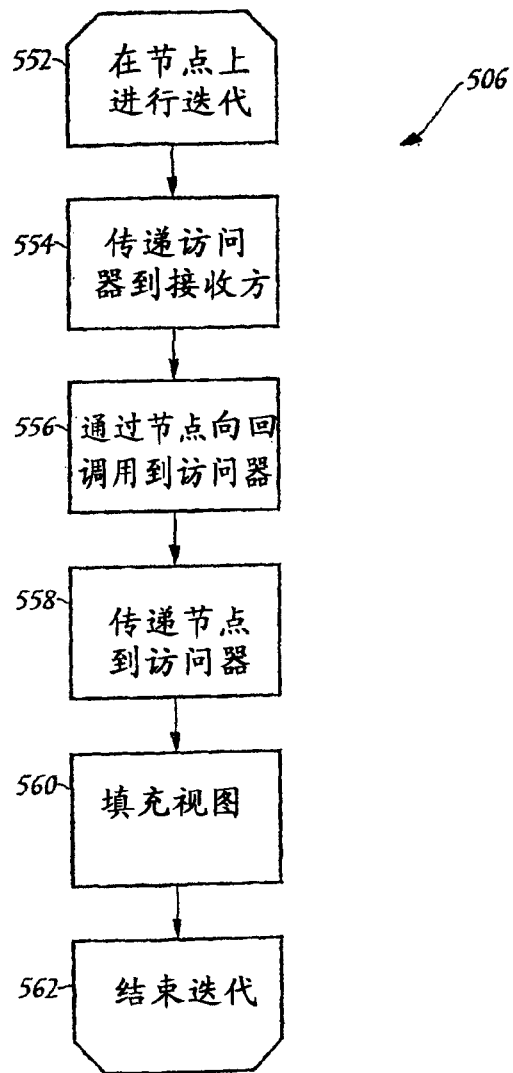 552
在节点上
进行迭代
506
554
传递访问
器到接收方
556
通过节点向回
调用到访问器
558
传递节点
到访问器
560
填充视图
562
结束迭代